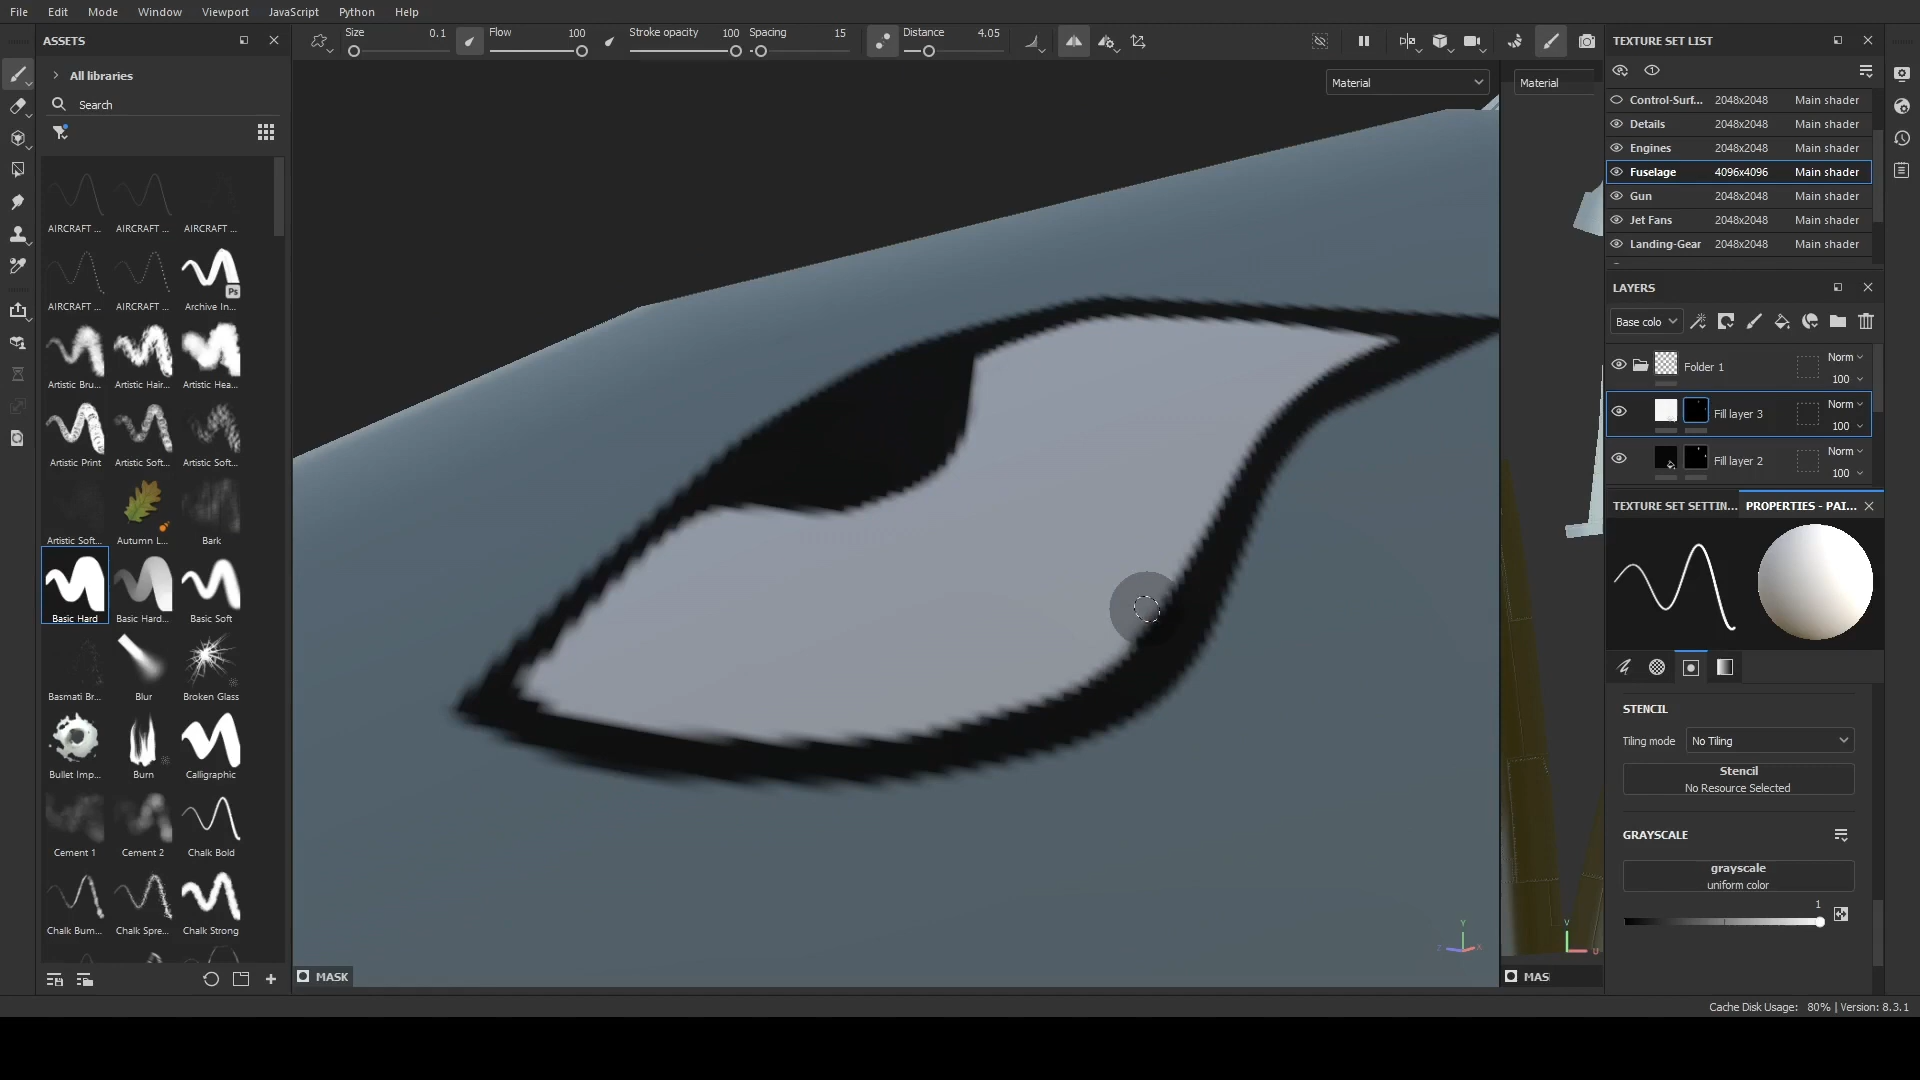 File Edit Mode Window Viewport JavaScript Python Help
ASSETS
Size 0.1 Flow 100 Stroke opacity 100 Spacing 15 Distance 4.05
TEXTURE SET LIST
All libraries
Material
Material
Search
Control-Surf... 2048x2048 Main shader
Details 2048x2048 Main shader
Engines 2048x2048 Main shader
Fuselage 4096x4096 Main shader
Gun 2048x2048 Main shader
Jet Fans 2048x2048 Main shader
Landing-Gear 2048x2048 Main shader
AIRCRAFT ... AIRCRAFT ... AIRCRAFT ...
Ps
AIRCRAFT ... AIRCRAFT ... Archive In...
Artistic Bru... Artistic Hair... Artistic Hea...
Artistic Print Artistic Soft... Artistic Soft...
Artistic Soft... Autumn L... Bark
Basic Hard Basic Hard... Basic Soft
Basmati Br... Blur Broken Glass
Bullet Imp... Burn Calligraphic
Cement 1 Cement 2 Chalk Bold
Chalk Bum... Chalk Spre... Chalk Strong
LAYERS
Base colo
Folder 1 Norm 100
Fill layer 3 Norm 100
Fill layer 2 Norm 100
TEXTURE SET SETTIN... PROPERTIES - PAI...
STENCIL
Tiling mode No Tiling
Stencil
No Resource Selected
GRAYSCALE
grayscale
uniform color
1
Y
V
U
MASK
MAS
Cache Disk Usage: 80% | Version: 8.3.1